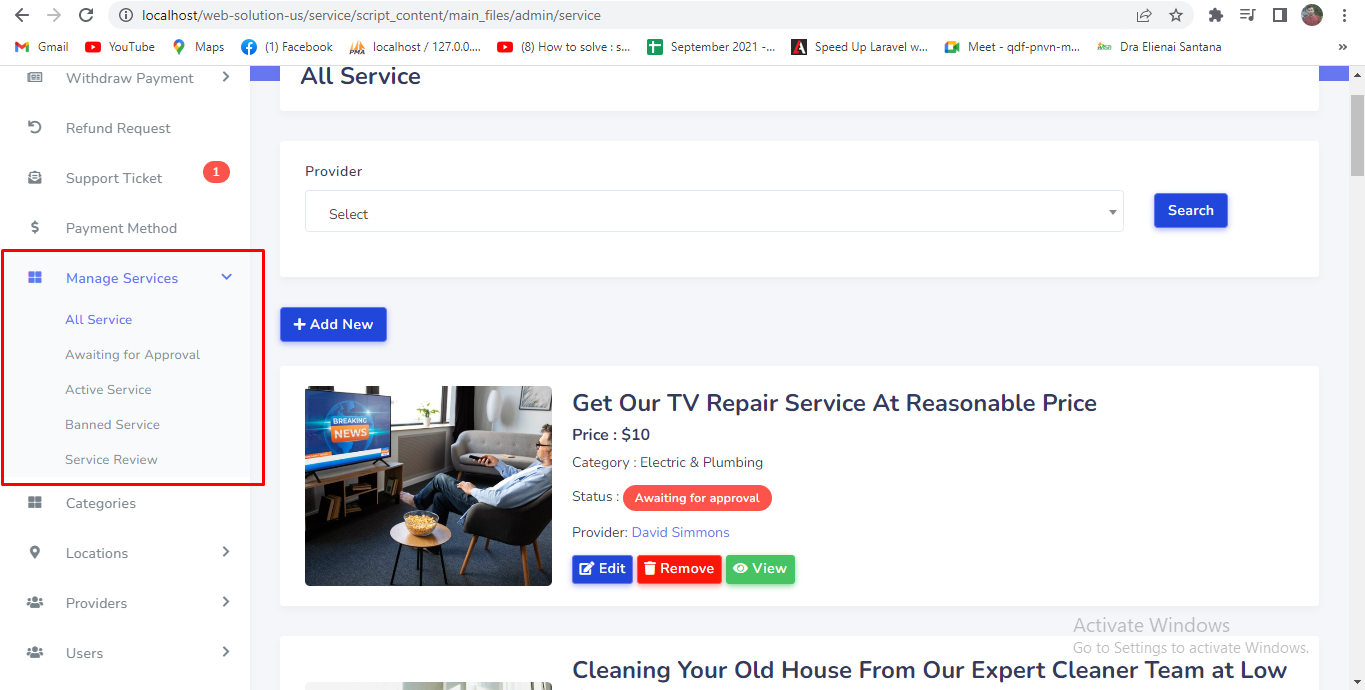 localhost/web-solution-us/service/script_content/main_files/admin/service
Gmail YouTube Maps (1) Facebook localhost / 127.0.0.... (8) How to solve : s... September 2021 -... Speed Up Laravel w... Meet - qdf-pnvn-m... Dra Elienai Santana »
Withdraw Payment
Refund Request
Support Ticket 1
Payment Method
Manage Services
All Service
Awaiting for Approval
Active Service
Banned Service
Service Review
Categories
Locations
Providers
Users
All Service
Provider
Select
Search
Add New
BREAKING
NEWS
Get Our TV Repair Service At Reasonable Price
Price : $10
Category : Electric & Plumbing
Status : Awaiting for approval
Provider: David Simmons
Edit Remove View
Activate Windows
Go to Settings to activate Windows.
Cleaning Your Old House From Our Expert Cleaner Team at Low